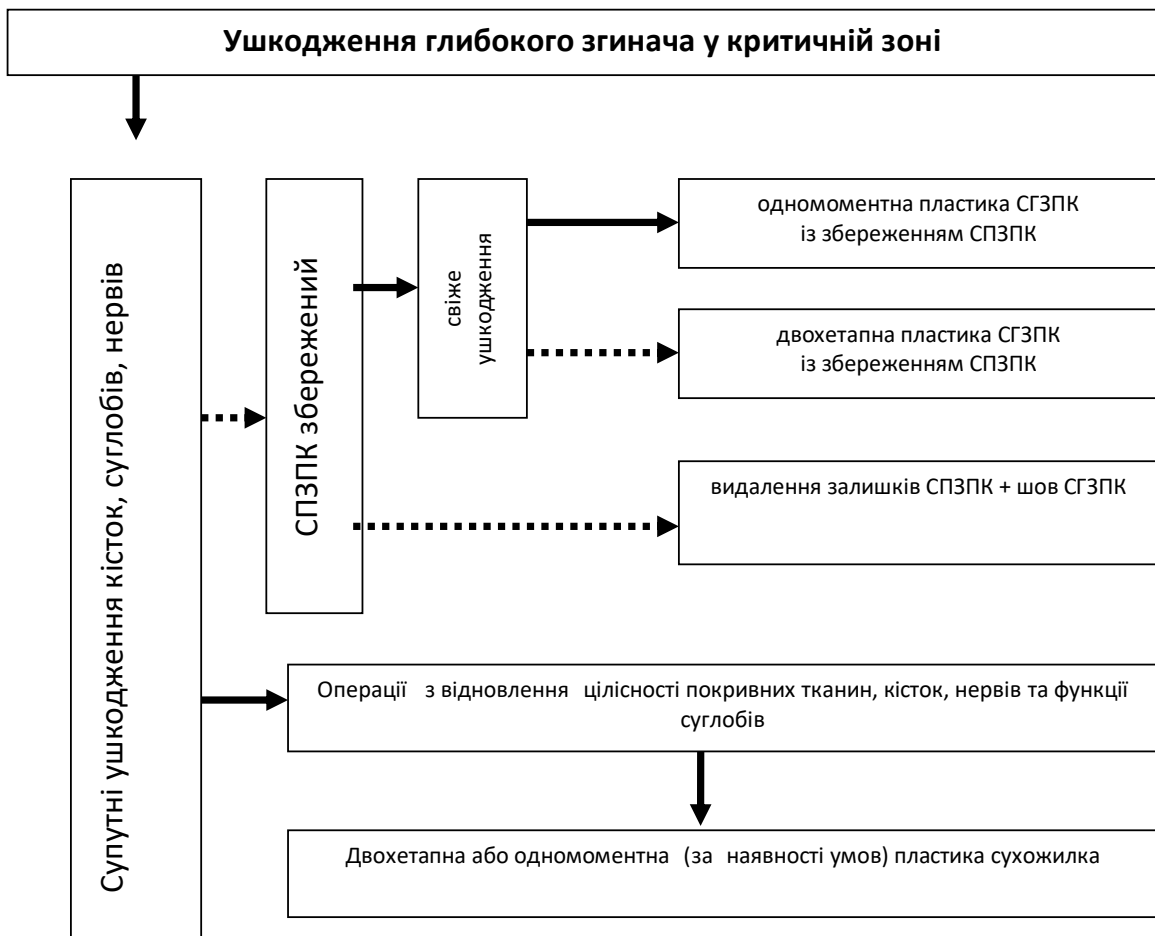 Ушкодження глибокого згинача у критичній зоні
Супутні ушкодження кісток, суглобів, нервів
СПЗПК збережений
свіже
ушкодження
одномоментна пластика СГЗПК
із збереженням СПЗПК
двохетапна пластика СГЗПК
із збереженням СПЗПК
видалення залишків СПЗПК + шов СГЗПК
Операції з відновлення цілісності покривних тканин, кісток, нервів та функції
суглобів
Двохетапна або одномоментна (за наявності умов) пластика сухожилка